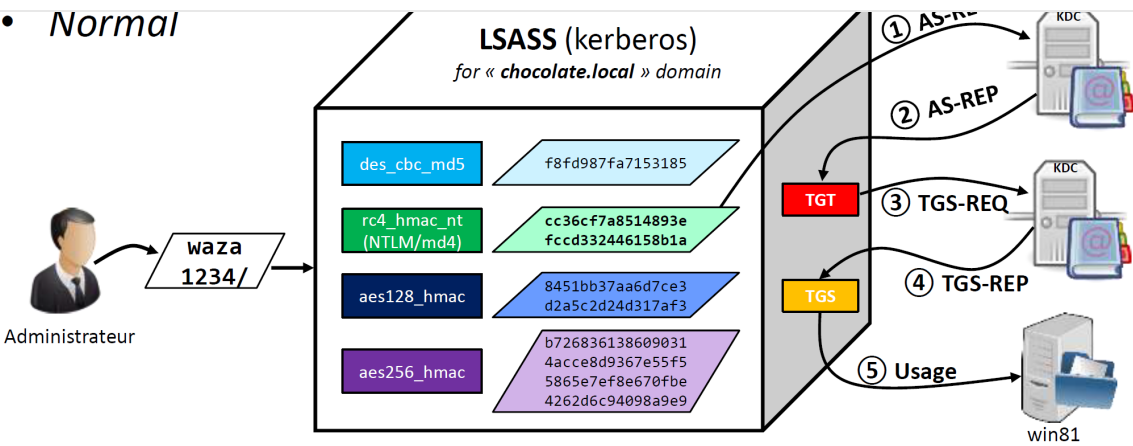 • Normal
LSASS (kerberos)
for « chocolate.local » domain
① AS-RE
KDC
② AS-REP
des_cbc_md5
f8fd987fa7153185
rc4_hmac_nt
(NTLM/md4)
cc36cf7a8514893e
fccd332446158b1a
TGT
③ TGS-REQ
KDC
waza
1234/
Administrateur
aes128_hmac
8451bb37aa6d7ce3
d2a5c2d24d317af3
TGS
④ TGS-REP
aes256_hmac
b726836138609031
4acce8d9367e55f5
5865e7ef8e670fbe
4262d6c94098a9e9
⑤ Usage
win81